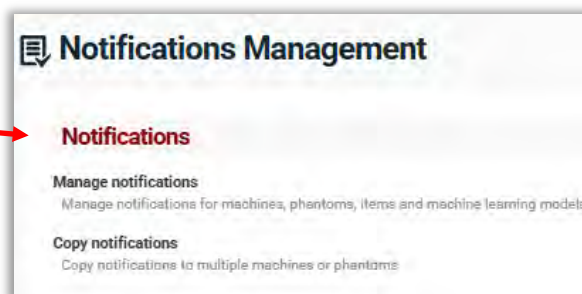 Notifications Management
Notifications
Manage notifications
Manage notifications for machines, phantoms, items and machine learning models
Copy notifications
Copy notifications to multiple machines or phantoms